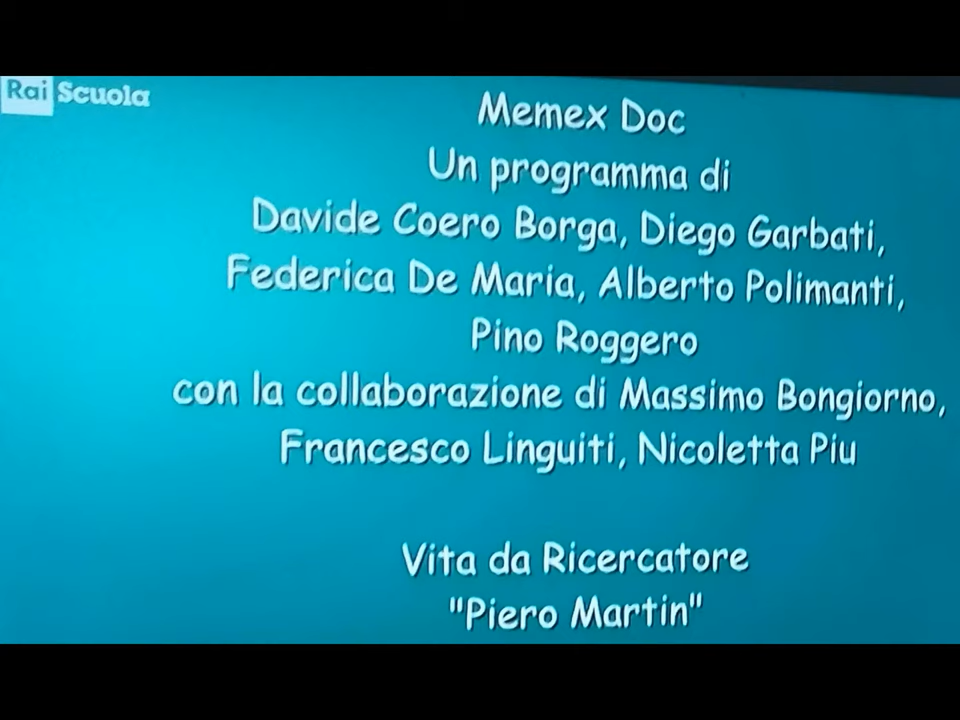 Rai Scuola
Memex Doc
Un programma di
Davide Coero Borga, Diego Garbati,
Federica De Maria, Alberto Polimanti,
Pino Roggero
con la collaborazione di Massimo Bongiorno,
Francesco Linguiti, Nicoletta Piu
Vita da Ricercatore
"Piero Martin"